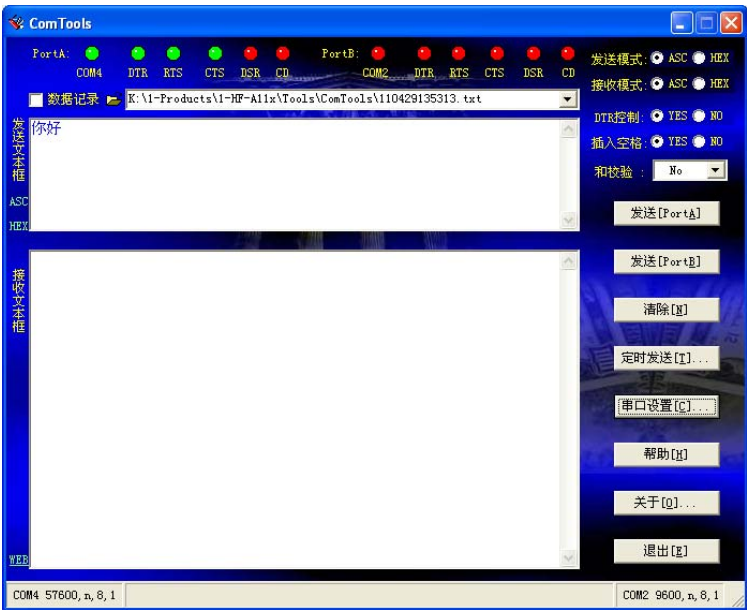 ComTools
PortA: PortB:
COM4 DTR RTS CTS DSR CD COM2 DTR RTS CTS DSR CD
发送模式: ASC HEX
接收模式: ASC HEX
数据记录 K:\1-Products\1-HF-A11x\Tools\ComTools\110429135313.txt
DTR控制: YES NO
插入空格: YES NO
和校验 : No
发送文本框
ASC
HEX
你好
发送[PortA]
发送[PortB]
清除[N]
定时发送[T]...
串口设置[C]...
帮助[H]
关于[O]...
退出[E]
接收文本框
WEB
COM4 57600, n, 8, 1
COM2 9600, n, 8, 1